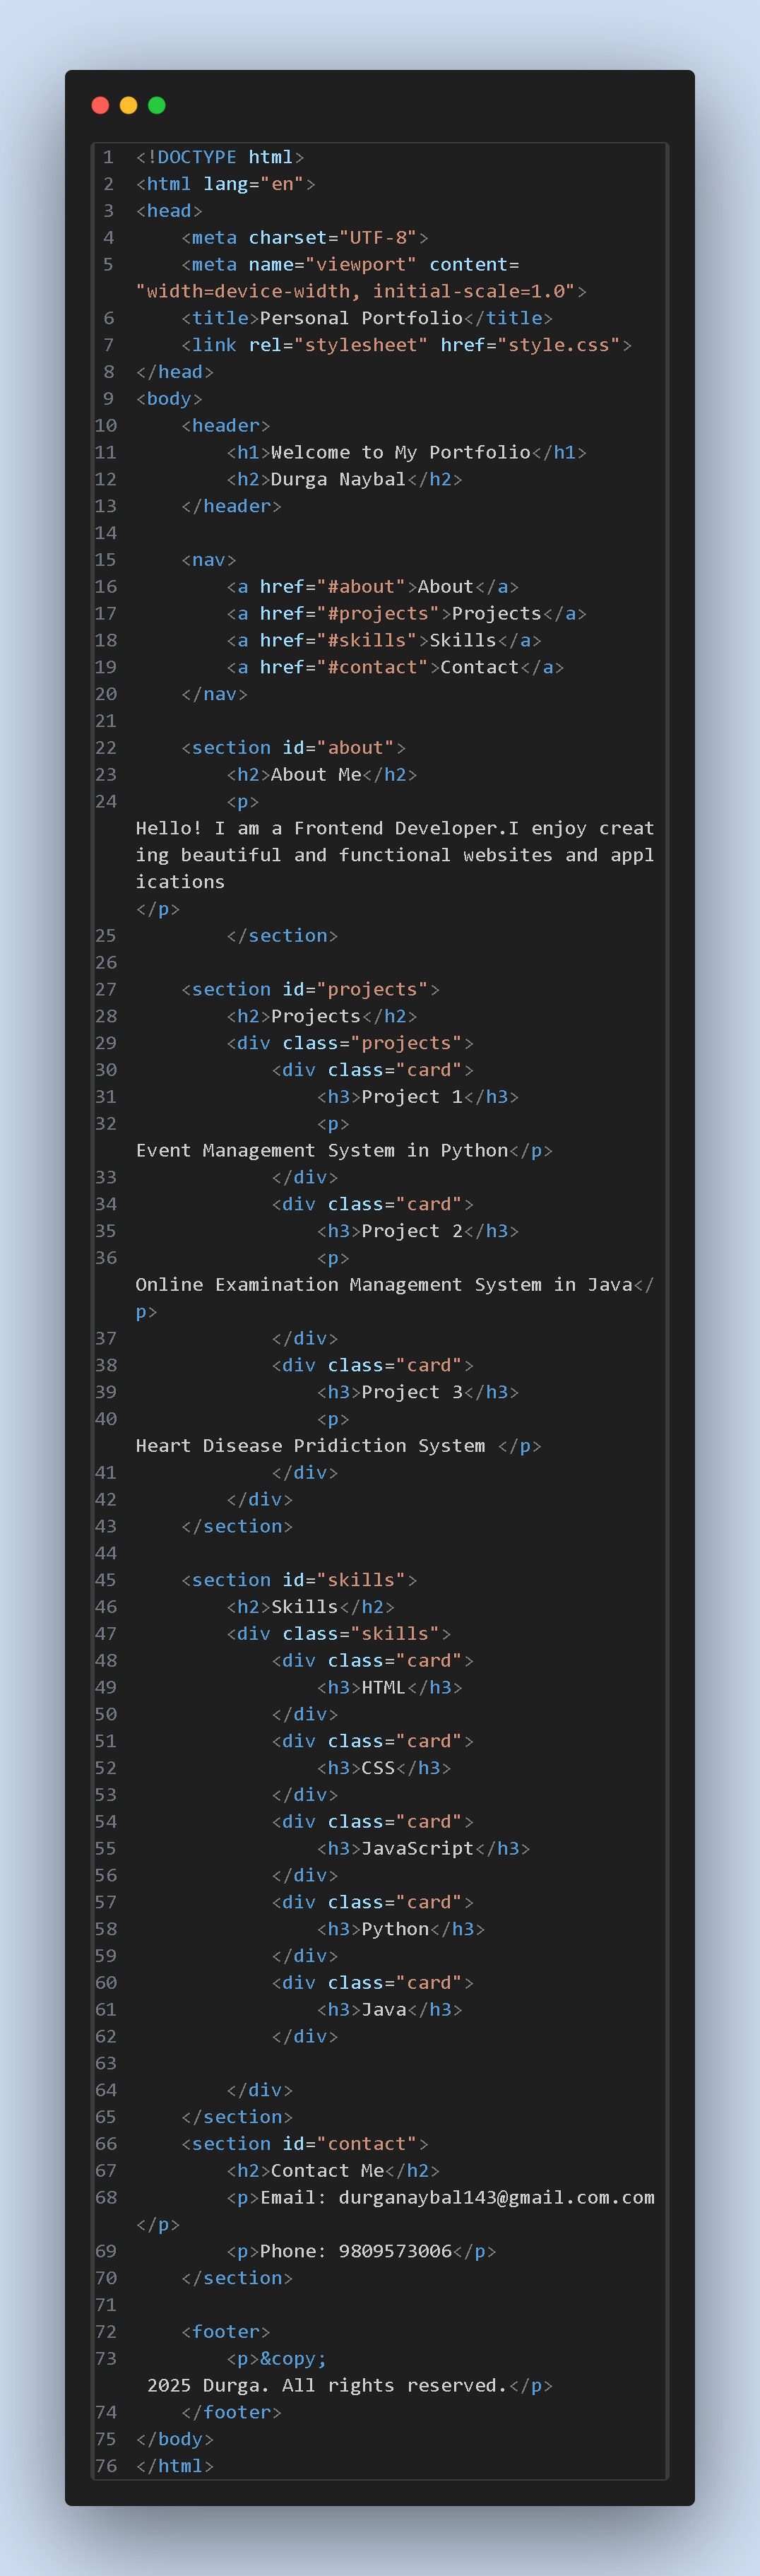 1 <!DOCTYPE html>
2 <html lang="en">
3 <head>
4     <meta charset="UTF-8">
5     <meta name="viewport" content=
"width=device-width, initial-scale=1.0">
6     <title>Personal Portfolio</title>
7     <link rel="stylesheet" href="style.css">
8 </head>
9 <body>
10     <header>
11         <h1>Welcome to My Portfolio</h1>
12         <h2>Durga Naybal</h2>
13     </header>
14
15     <nav>
16         <a href="#about">About</a>
17         <a href="#projects">Projects</a>
18         <a href="#skills">Skills</a>
19         <a href="#contact">Contact</a>
20     </nav>
21
22     <section id="about">
23         <h2>About Me</h2>
24         <p>
Hello! I am a Frontend Developer.I enjoy creat
ing beautiful and functional websites and appl
ications
</p>
25         </section>
26
27     <section id="projects">
28         <h2>Projects</h2>
29         <div class="projects">
30             <div class="card">
31                 <h3>Project 1</h3>
32                 <p>
Event Management System in Python</p>
33             </div>
34             <div class="card">
35                 <h3>Project 2</h3>
36                 <p>
Online Examination Management System in Java</
p>
37             </div>
38             <div class="card">
39                 <h3>Project 3</h3>
40                 <p>
Heart Disease Pridiction System </p>
41             </div>
42         </div>
43     </section>
44
45     <section id="skills">
46         <h2>Skills</h2>
47         <div class="skills">
48             <div class="card">
49                 <h3>HTML</h3>
50             </div>
51             <div class="card">
52                 <h3>CSS</h3>
53             </div>
54             <div class="card">
55                 <h3>JavaScript</h3>
56             </div>
57             <div class="card">
58                 <h3>Python</h3>
59             </div>
60             <div class="card">
61                 <h3>Java</h3>
62             </div>
63
64         </div>
65     </section>
66     <section id="contact">
67         <h2>Contact Me</h2>
68         <p>Email: durganaybal143@gmail.com.com
</p>
69         <p>Phone: 9809573006</p>
70     </section>
71
72     <footer>
73         <p>&copy;
 2025 Durga. All rights reserved.</p>
74     </footer>
75 </body>
76 </html>